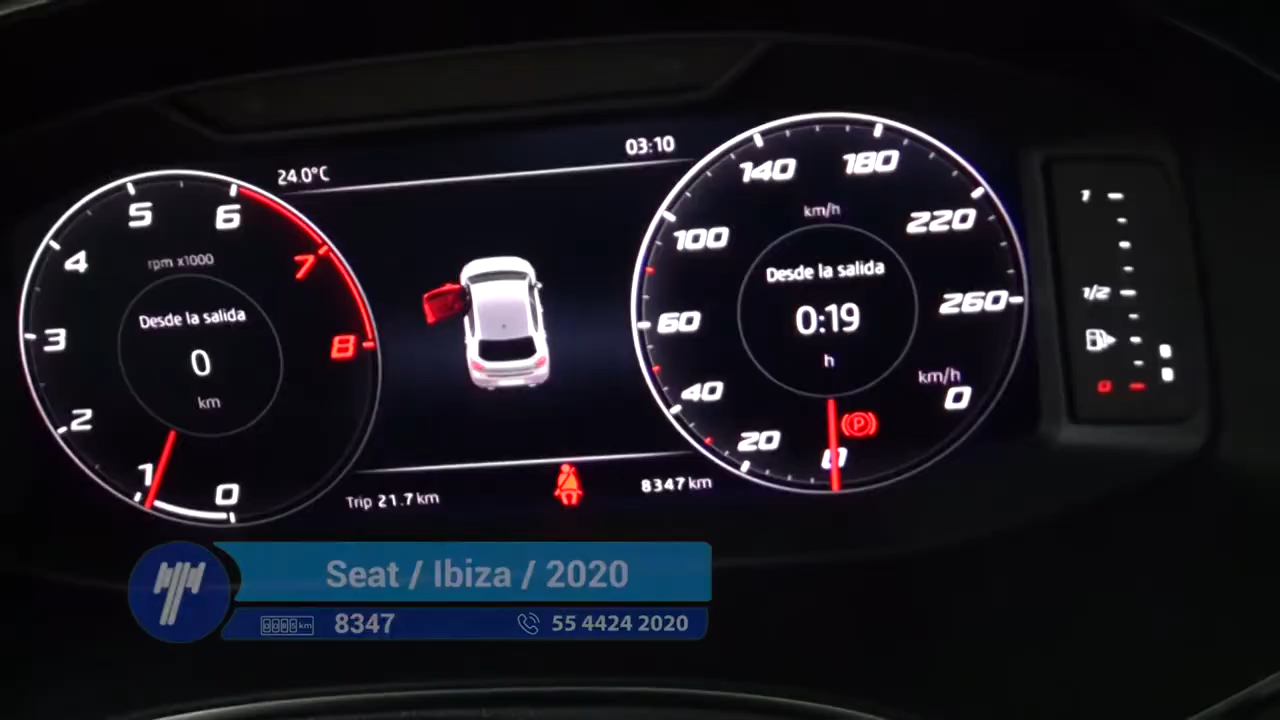 24.0°C
03:10
0
1
2
3
4
5
6
7
8
rpm x1000
Desde la salida
0
km
Trip 21.7 km
8347 km
0
20
40
60
100
140
180
220
260
km/h
Desde la salida
0:19
h
km/h
0
P
1
1/2
0
Seat / Ibiza / 2020
8347
55 4424 2020